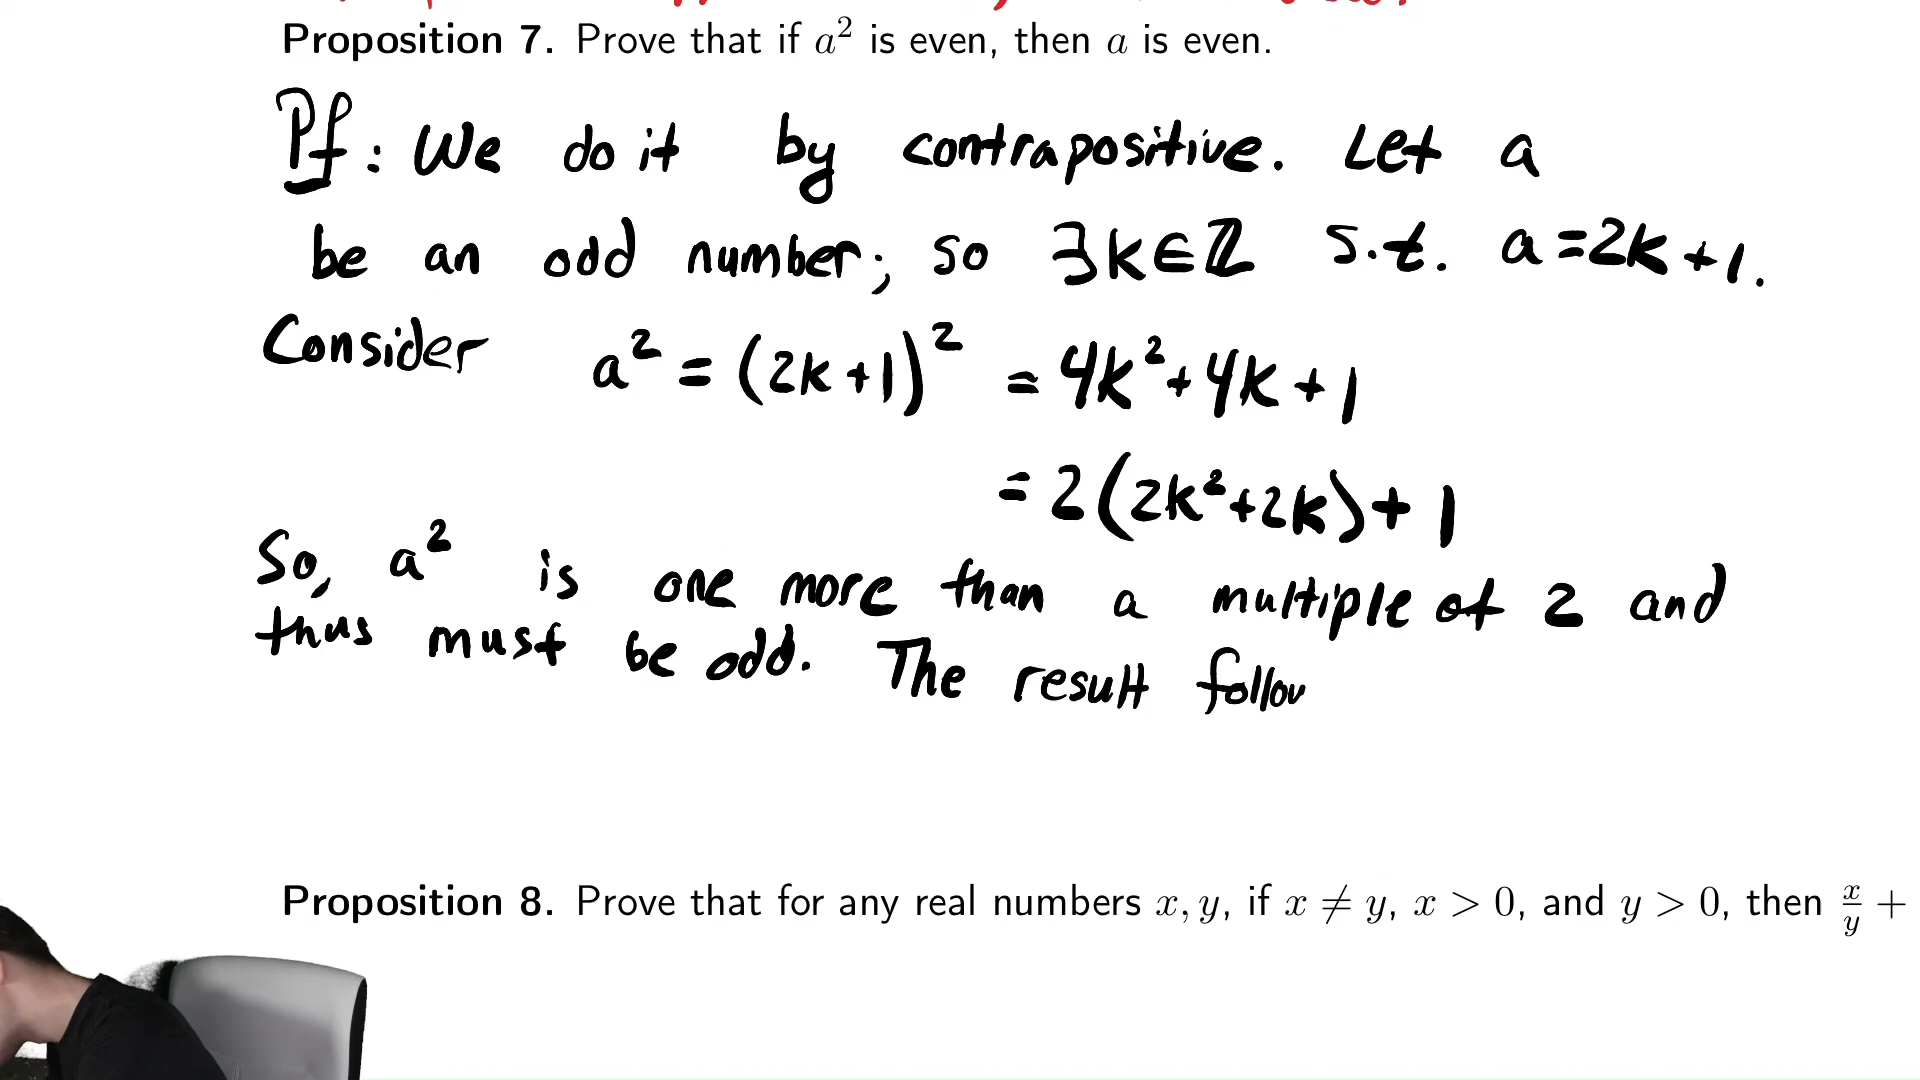 Proposition 7. Prove that if a² is even, then a is even.
Pf: We do it by contrapositive. Let a
be an odd number; so ∃k∈ℤ s.t. a=2k+1.
Consider a² = (2k+1)² = 4k²+4k+1
= 2(2k²+2k)+1
So, a² is one more than a multiple of 2 and
thus must be odd. The result follow
Proposition 8. Prove that for any real numbers x, y, if x ≠ y, x > 0, and y > 0, then x/y +